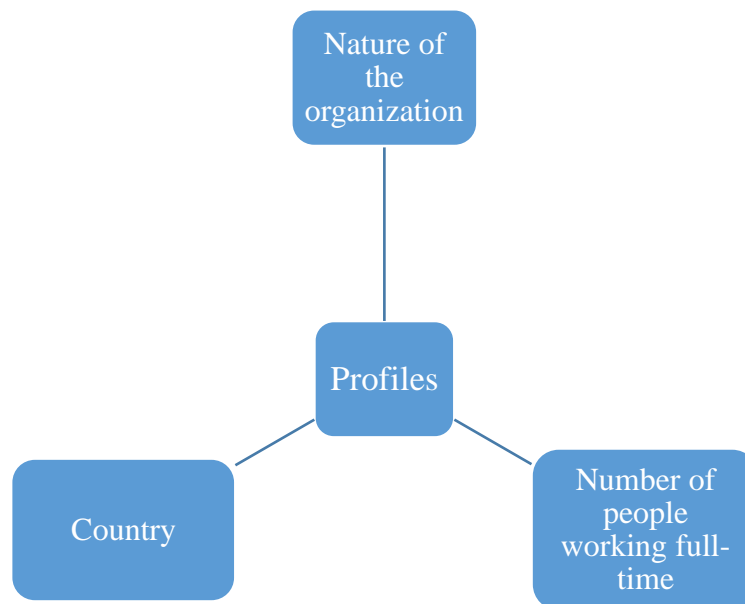 Nature of
the
organization
Profiles
Country
Number of
people
working full-
time